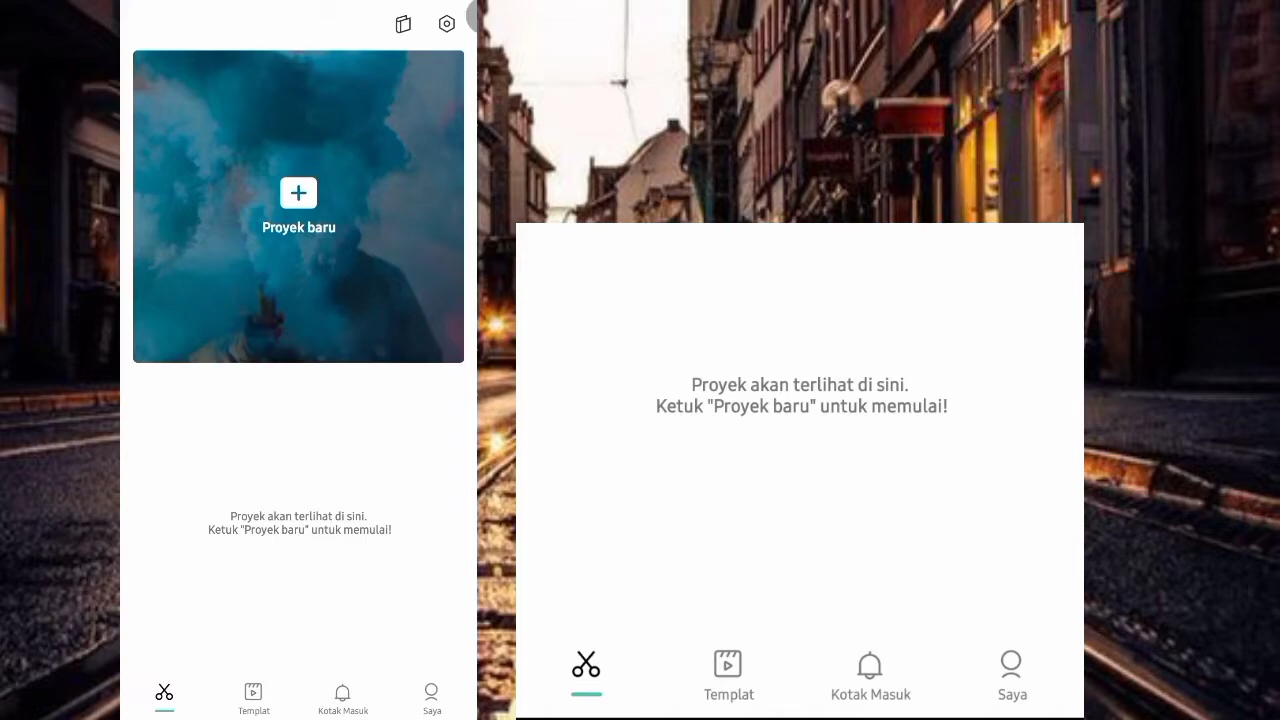 Proyek baru
Proyek akan terlihat di sini.
Ketuk "Proyek baru" untuk memulai!
Templat
Kotak Masuk
Saya
Proyek akan terlihat di sini.
Ketuk "Proyek baru" untuk memulai!
Templat
Kotak Masuk
Saya